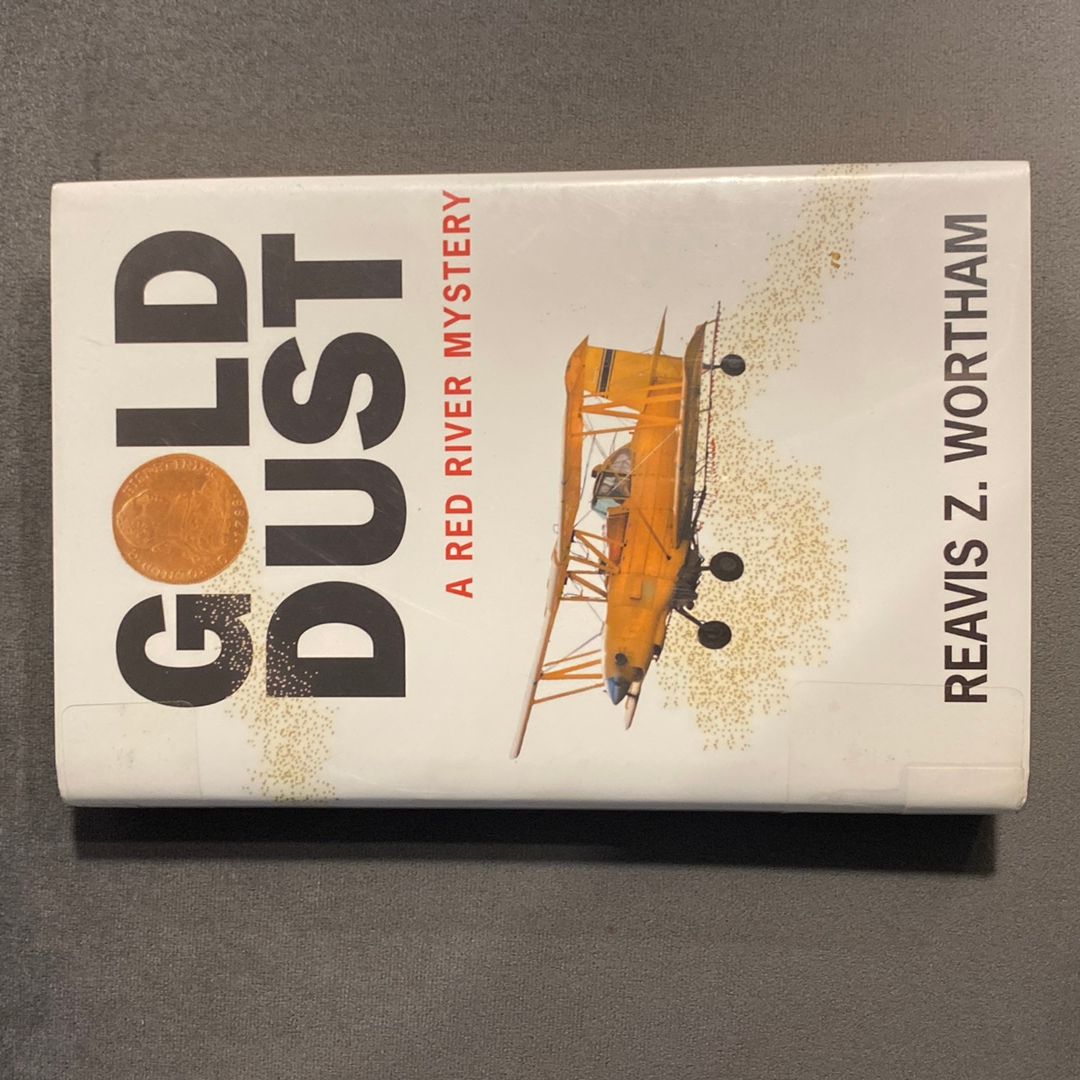 GOLD
DUST
A RED RIVER MYSTERY
REAVIS Z. WORTHAM